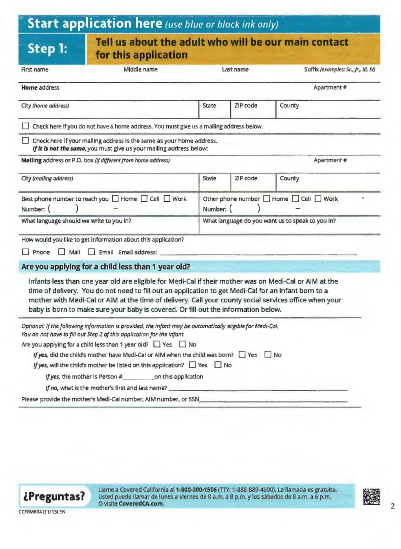 Start application here (use blue or black ink only)
Step 1:
Tell us about the adult who will be our main contact
for this application
First name Middle name Last name Suffix (examples: Sr., Jr., III, IV)
Home address Apartment #
City (home address) State ZIP code County
Check here if you do not have a home address. You must give us a mailing address below.
Check here if your mailing address is the same as your home address.
If it is not the same, you must give us your mailing address below:
Mailing address or P.O. box (if different from home address) Apartment #
City (mailing address) State ZIP code County
Best phone number to reach you Home Cell Work Other phone number Home Cell Work
Number: ( ) – Number: ( ) –
What language should we write to you in? What language do you want us to speak to you in?
How would you like to get information about this application?
Phone Mail Email Email address:
Are you applying for a child less than 1 year old?
Infants less than one year old are eligible for Medi-Cal if their mother was on Medi-Cal or AIM at the
time of delivery. You do not need to fill out an application to get Medi-Cal for an infant born to a
mother with Medi-Cal or AIM at the time of delivery. Call your county social services office when your
baby is born to make sure your baby is covered. Or fill out the information below.
Optional: If the following information is provided, the infant may be automatically eligible for Medi-Cal.
You do not have to fill out Step 2 of this application for the infant.
Are you applying for a child less than 1 year old? Yes No
If yes, did the child's mother have Medi-Cal or AIM when the child was born? Yes No
If yes, will the child's mother be listed on this application? Yes No
If yes, the mother is Person # on this application
If no, what is the mother's first and last name?
Please provide the mother's Medi-Cal number, AIM number, or SSN
¿Preguntas?
Llame a Covered California al 1-800-300-1506 (TTY: 1-888-889-4500). La llamada es gratuita.
Usted puede llamar de lunes a viernes de 8 a.m. a 8 p.m. y los sábados de 8 a.m. a 6 p.m.
O visite CoveredCA.com.
CCFRM604 (11/13) EN
2